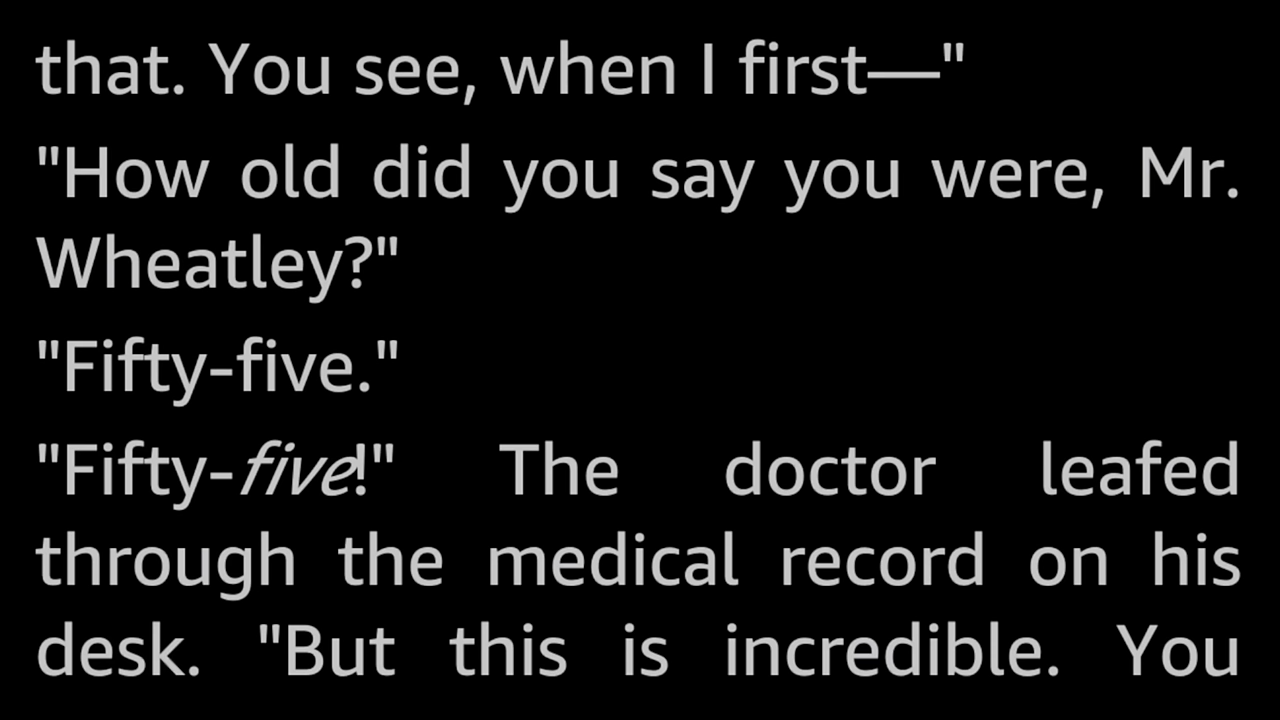 that. You see, when I first—"
"How old did you say you were, Mr.
Wheatley?"
"Fifty-five."
"Fifty-five!" The doctor leafed
through the medical record on his
desk. "But this is incredible. You